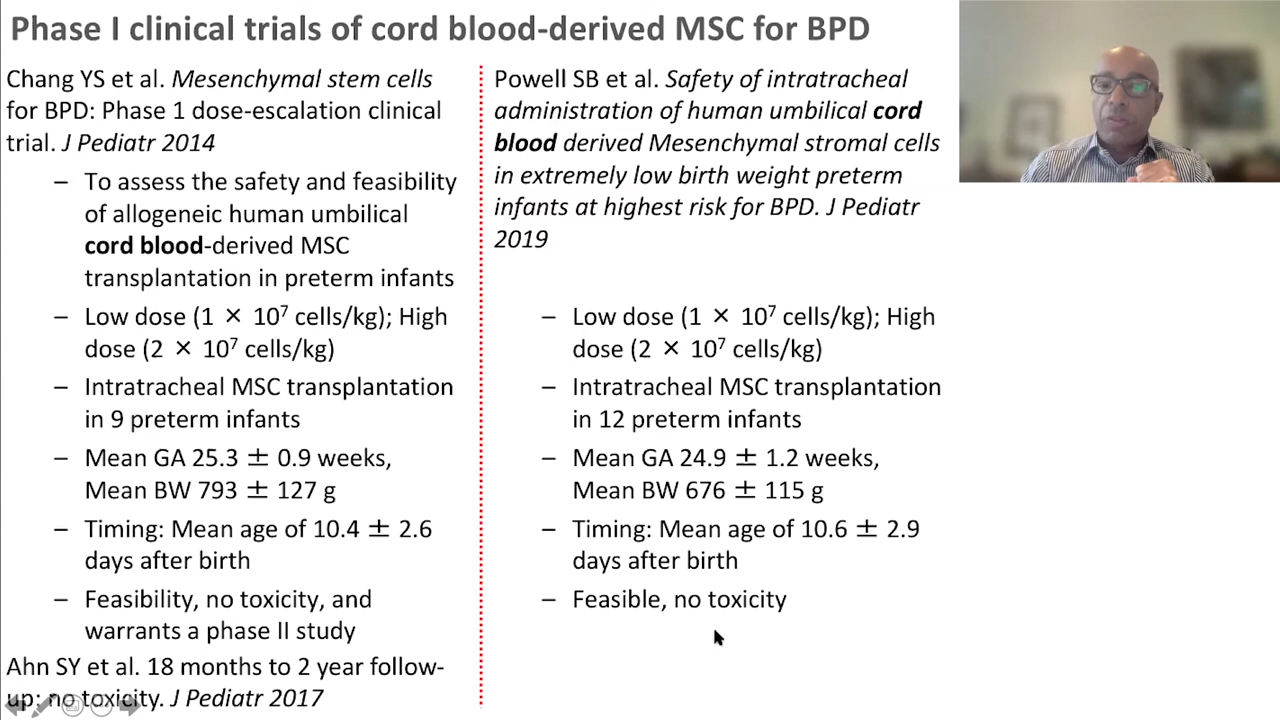 Phase I clinical trials of cord blood-derived MSC for BPD
Chang YS et al. Mesenchymal stem cells
for BPD: Phase 1 dose-escalation clinical
trial. J Pediatr 2014
– To assess the safety and feasibility
of allogeneic human umbilical
cord blood-derived MSC
transplantation in preterm infants
– Low dose (1 × 10⁷ cells/kg); High
dose (2 × 10⁷ cells/kg)
– Intratracheal MSC transplantation
in 9 preterm infants
– Mean GA 25.3 ± 0.9 weeks,
Mean BW 793 ± 127 g
– Timing: Mean age of 10.4 ± 2.6
days after birth
– Feasibility, no toxicity, and
warrants a phase II study
Ahn SY et al. 18 months to 2 year follow-
up: no toxicity. J Pediatr 2017
Powell SB et al. Safety of intratracheal
administration of human umbilical cord
blood derived Mesenchymal stromal cells
in extremely low birth weight preterm
infants at highest risk for BPD. J Pediatr
2019
– Low dose (1 × 10⁷ cells/kg); High
dose (2 × 10⁷ cells/kg)
– Intratracheal MSC transplantation
in 12 preterm infants
– Mean GA 24.9 ± 1.2 weeks,
Mean BW 676 ± 115 g
– Timing: Mean age of 10.6 ± 2.9
days after birth
– Feasible, no toxicity